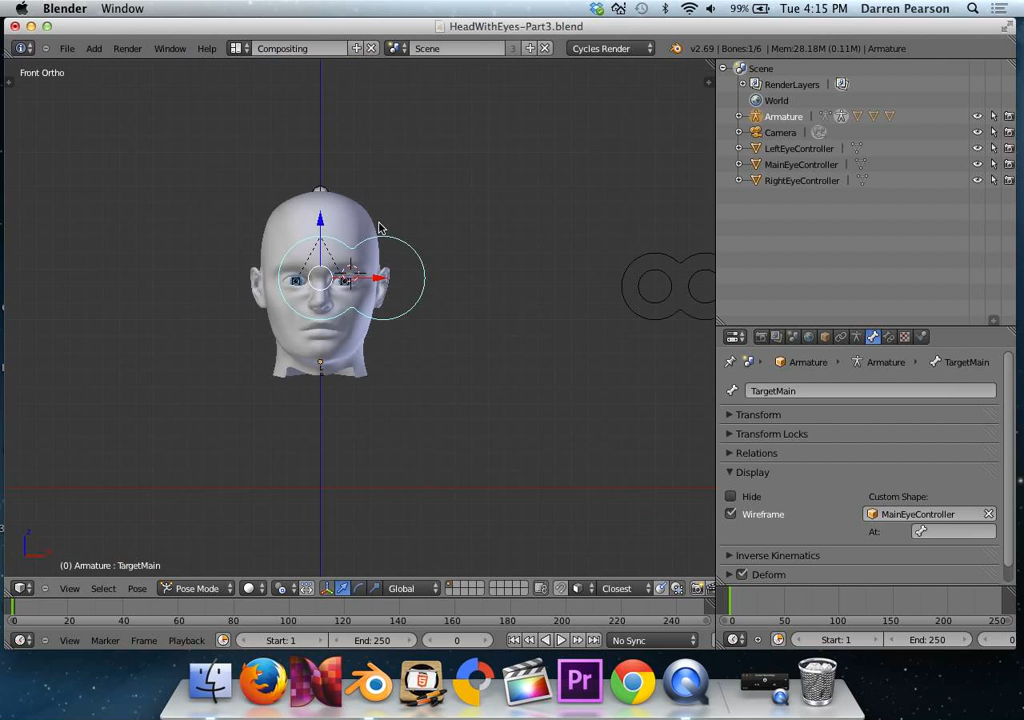 Blender Window 99% Tue 4:15 PM Darren Pearson
HeadWithEyes-Part3.blend
File Add Render Window Help Compositing Scene 3 Cycles Render v2.69 | Bones:1/6 | Mem:28.18M (0.11M) | Armature
Front Ortho
Scene
RenderLayers
World
Armature
Camera
LeftEyeController
MainEyeController
RightEyeController
Armature Armature TargetMain
TargetMain
Transform
Transform Locks
Relations
Display
Hide Custom Shape:
Wireframe MainEyeController
At:
Inverse Kinematics
Deform
(0) Armature : TargetMain
View Select Pose Pose Mode Global Closest
0 20 40 60 80 100 120 140 160 180 200 220 240
0 50 100 150 200 250
View Marker Frame Playback Start: 1 End: 250 0 No Sync
Start: 1 End: 250
Pr